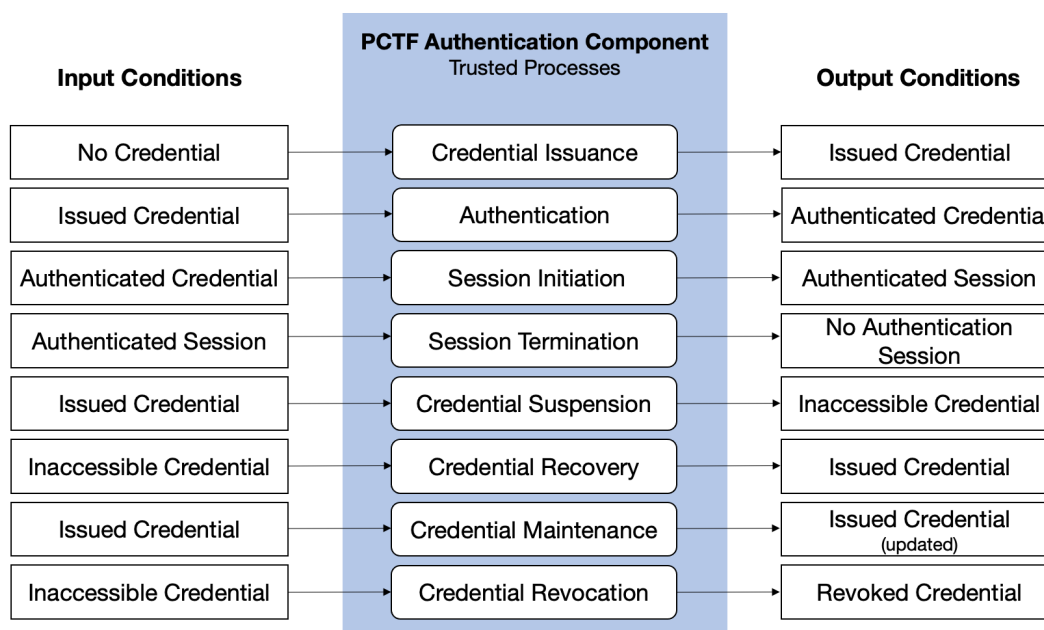 PCTF Authentication Component
Trusted Processes
Input Conditions
Output Conditions
No Credential
Credential Issuance
Issued Credential
Issued Credential
Authentication
Authenticated Credential
Authenticated Credential
Session Initiation
Authenticated Session
Authenticated Session
Session Termination
No Authentication
Session
Issued Credential
Credential Suspension
Inaccessible Credential
Inaccessible Credential
Credential Recovery
Issued Credential
Issued Credential
Credential Maintenance
Issued Credential
(updated)
Inaccessible Credential
Credential Revocation
Revoked Credential